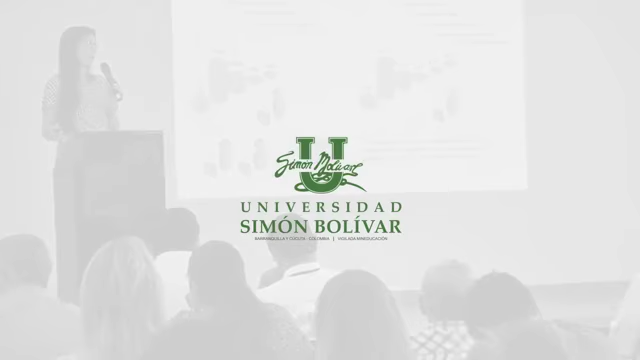 Simón Bolívar
U
UNIVERSIDAD
SIMÓN BOLÍVAR
BARRANQUILLA Y CÚCUTA - COLOMBIA | VIGILADA MINEDUCACIÓN